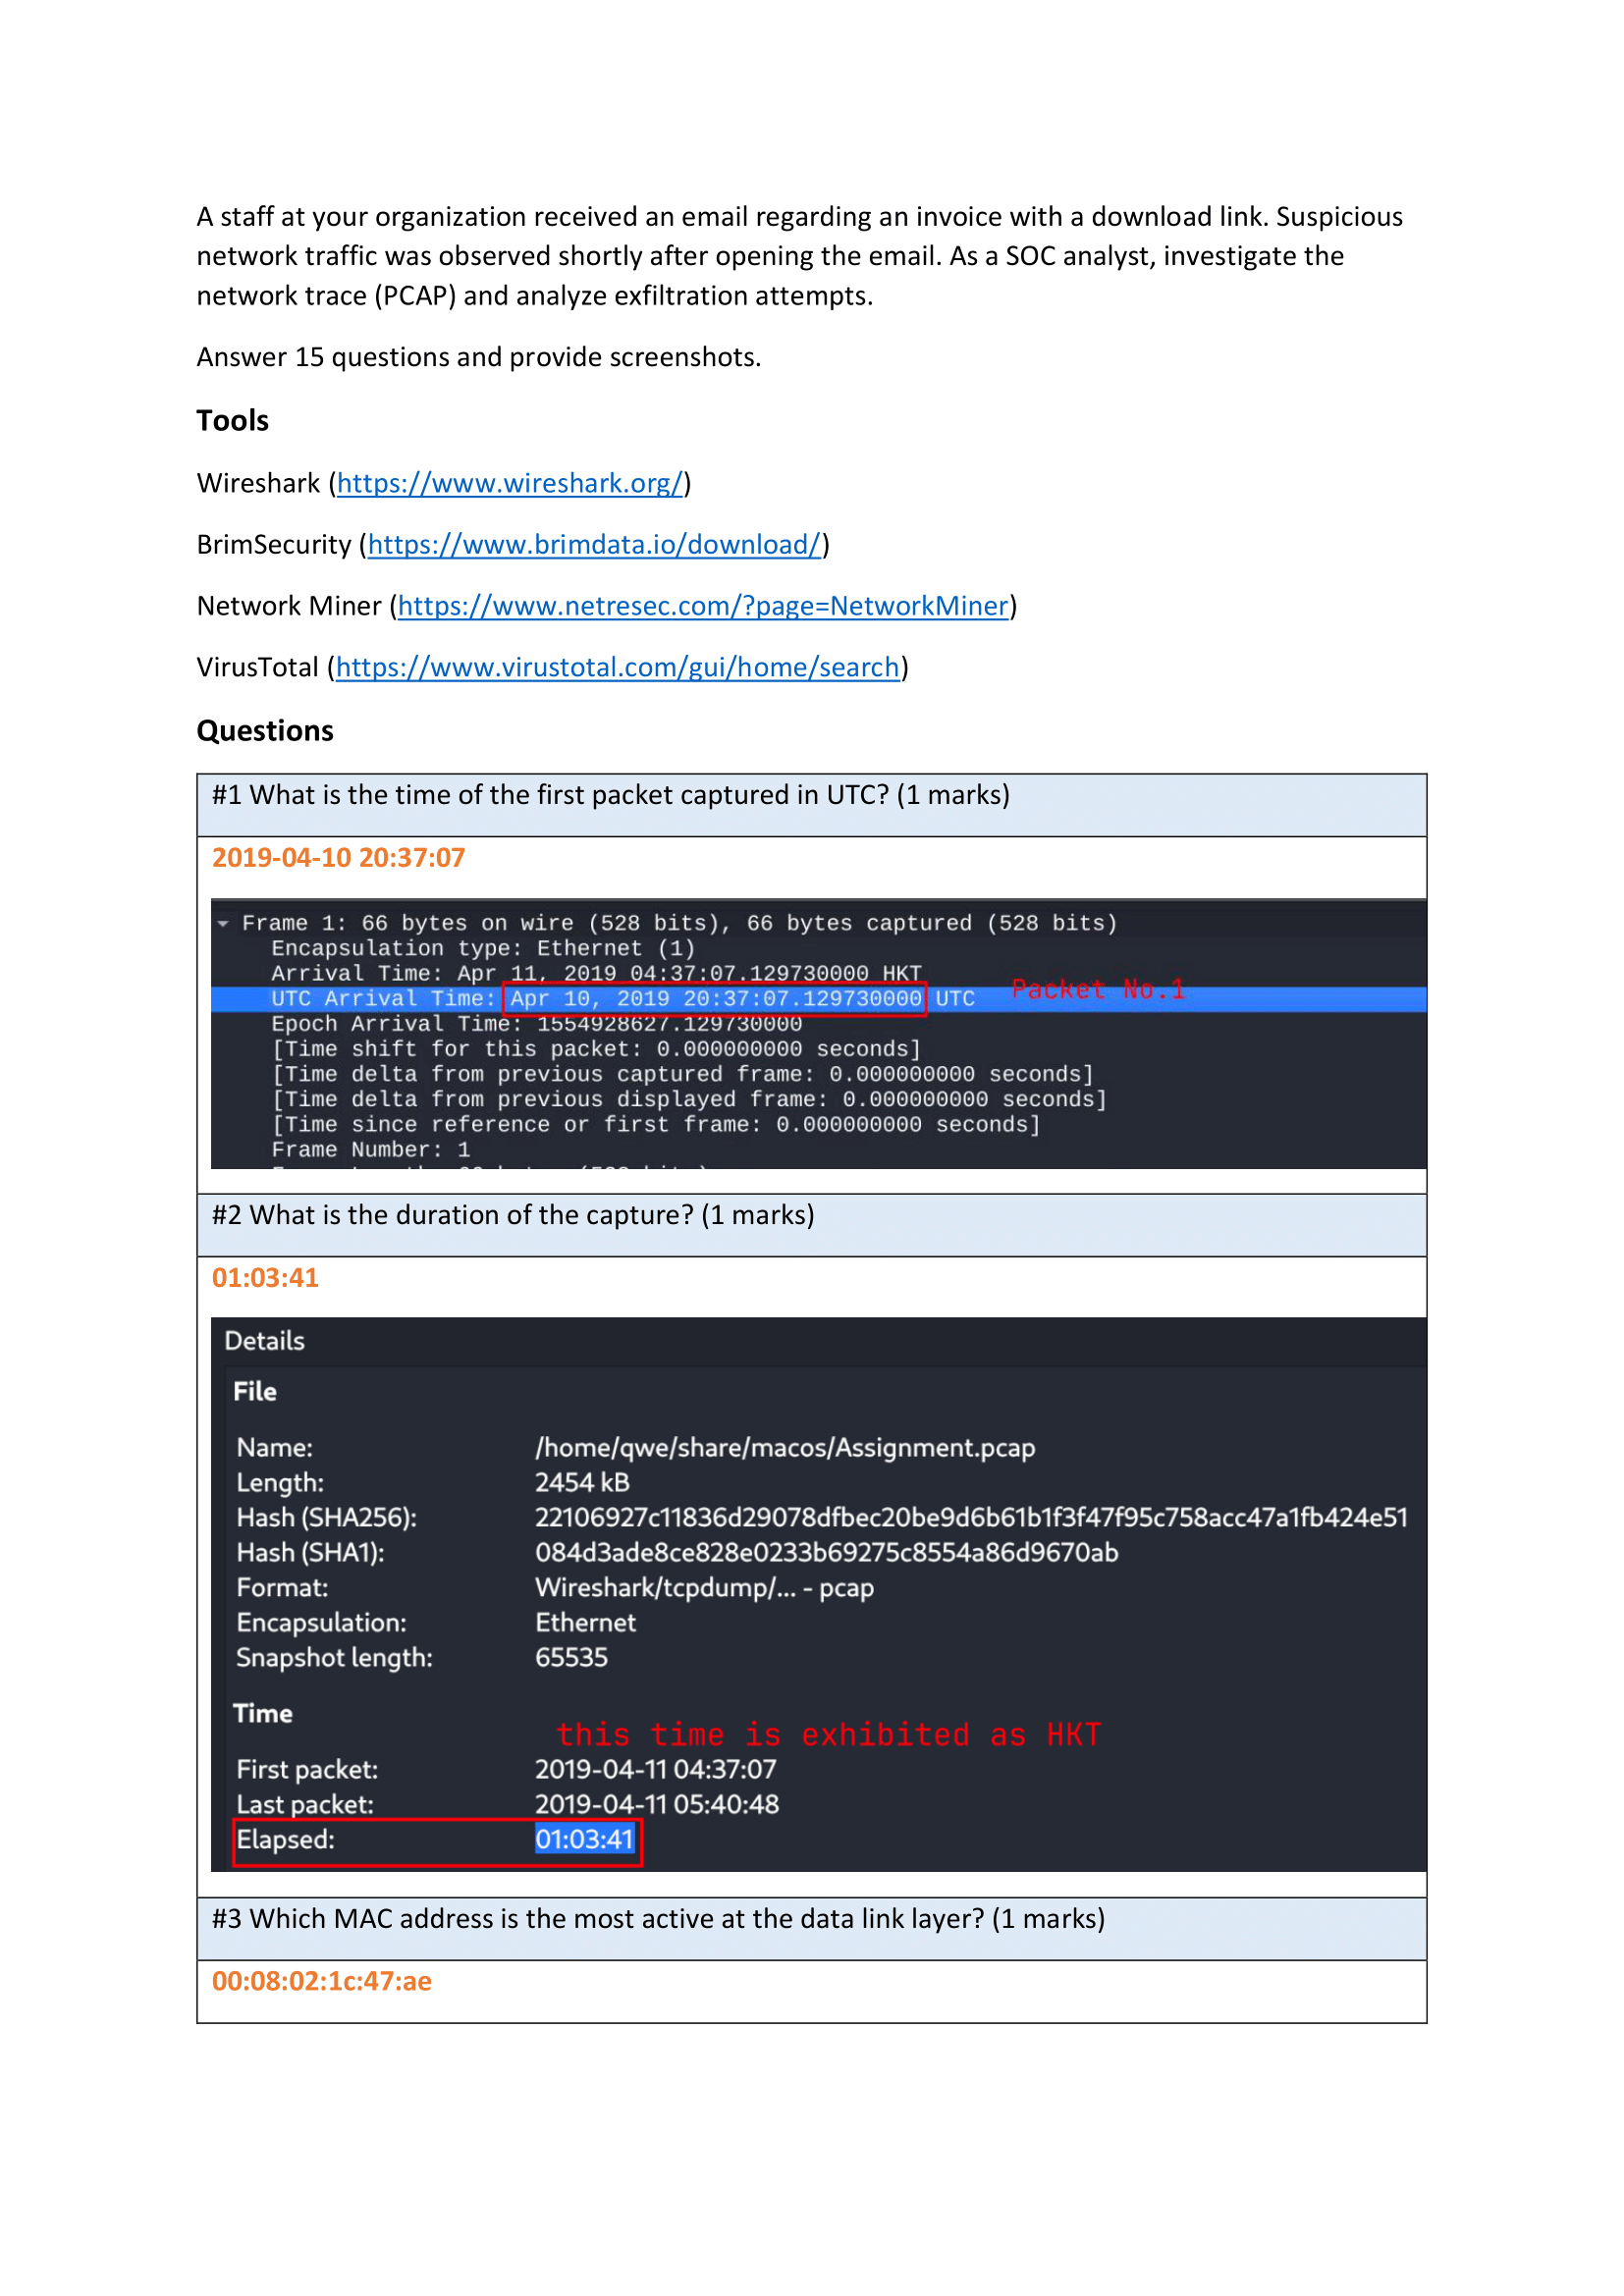 A staff at your organization received an email regarding an invoice with a download link. Suspicious
network traffic was observed shortly after opening the email. As a SOC analyst, investigate the
network trace (PCAP) and analyze exfiltration attempts.
Answer 15 questions and provide screenshots.
Tools
Wireshark (https://www.wireshark.org/)
BrimSecurity (https://www.brimdata.io/download/)
Network Miner (https://www.netresec.com/?page=NetworkMiner)
VirusTotal (https://www.virustotal.com/gui/home/search)
Questions
#1 What is the time of the first packet captured in UTC? (1 marks)
2019-04-10 20:37:07
Frame 1: 66 bytes on wire (528 bits), 66 bytes captured (528 bits)
Encapsulation type: Ethernet (1)
Arrival Time: Apr 11, 2019 04:37:07.129730000 HKT
UTC Arrival Time: Apr 10, 2019 20:37:07.129730000 UTC Packet No.1
Epoch Arrival Time: 1554928627.129730000
[Time shift for this packet: 0.000000000 seconds]
[Time delta from previous captured frame: 0.000000000 seconds]
[Time delta from previous displayed frame: 0.000000000 seconds]
[Time since reference or first frame: 0.000000000 seconds]
Frame Number: 1
#2 What is the duration of the capture? (1 marks)
01:03:41
Details
File
Name: /home/qwe/share/macos/Assignment.pcap
Length: 2454 kB
Hash (SHA256): 22106927c11836d29078dfbec20be9d6b61b1f3f47f95c758acc47a1fb424e51
Hash (SHA1): 084d3ade8ce828e0233b69275c8554a86d9670ab
Format: Wireshark/tcpdump/... - pcap
Encapsulation: Ethernet
Snapshot length: 65535
Time
this time is exhibited as HKT
First packet: 2019-04-11 04:37:07
Last packet: 2019-04-11 05:40:48
Elapsed: 01:03:41
#3 Which MAC address is the most active at the data link layer? (1 marks)
00:08:02:1c:47:ae